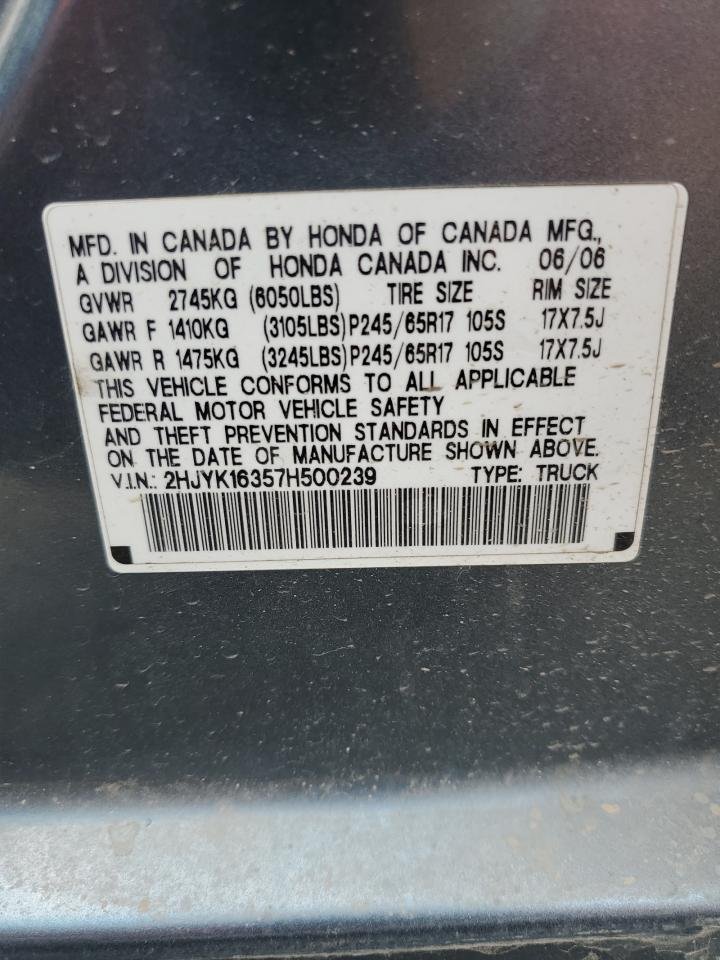 MFD. IN CANADA BY HONDA OF CANADA MFG.,
A DIVISION OF HONDA CANADA INC. 06/06
GVWR 2745KG (6050LBS) TIRE SIZE RIM SIZE
GAWR F 1410KG (3105LBS) P245/65R17 105S 17X7.5J
GAWR R 1475KG (3245LBS) P245/65R17 105S 17X7.5J
THIS VEHICLE CONFORMS TO ALL APPLICABLE
FEDERAL MOTOR VEHICLE SAFETY
AND THEFT PREVENTION STANDARDS IN EFFECT
ON THE DATE OF MANUFACTURE SHOWN ABOVE.
V.I.N.: 2HJYK16357H500239 TYPE: TRUCK